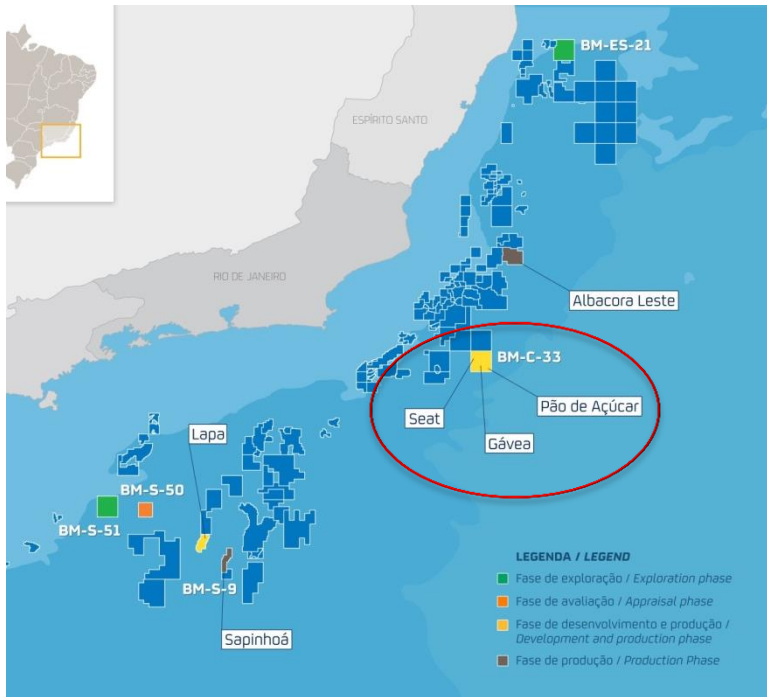 BM-ES-21
ESPÍRITO SANTO
RIO DE JANEIRO
Albacora Leste
BM-C-33
Pão de Açúcar
Seat
Gávea
Lapa
BM-S-50
BM-S-51
BM-S-9
Sapinhoá
LEGENDA / LEGEND
Fase de exploração / Exploration phase
Fase de avaliação / Appraisal phase
Fase de desenvolvimento e produção /
Development and production phase
Fase de produção / Production Phase